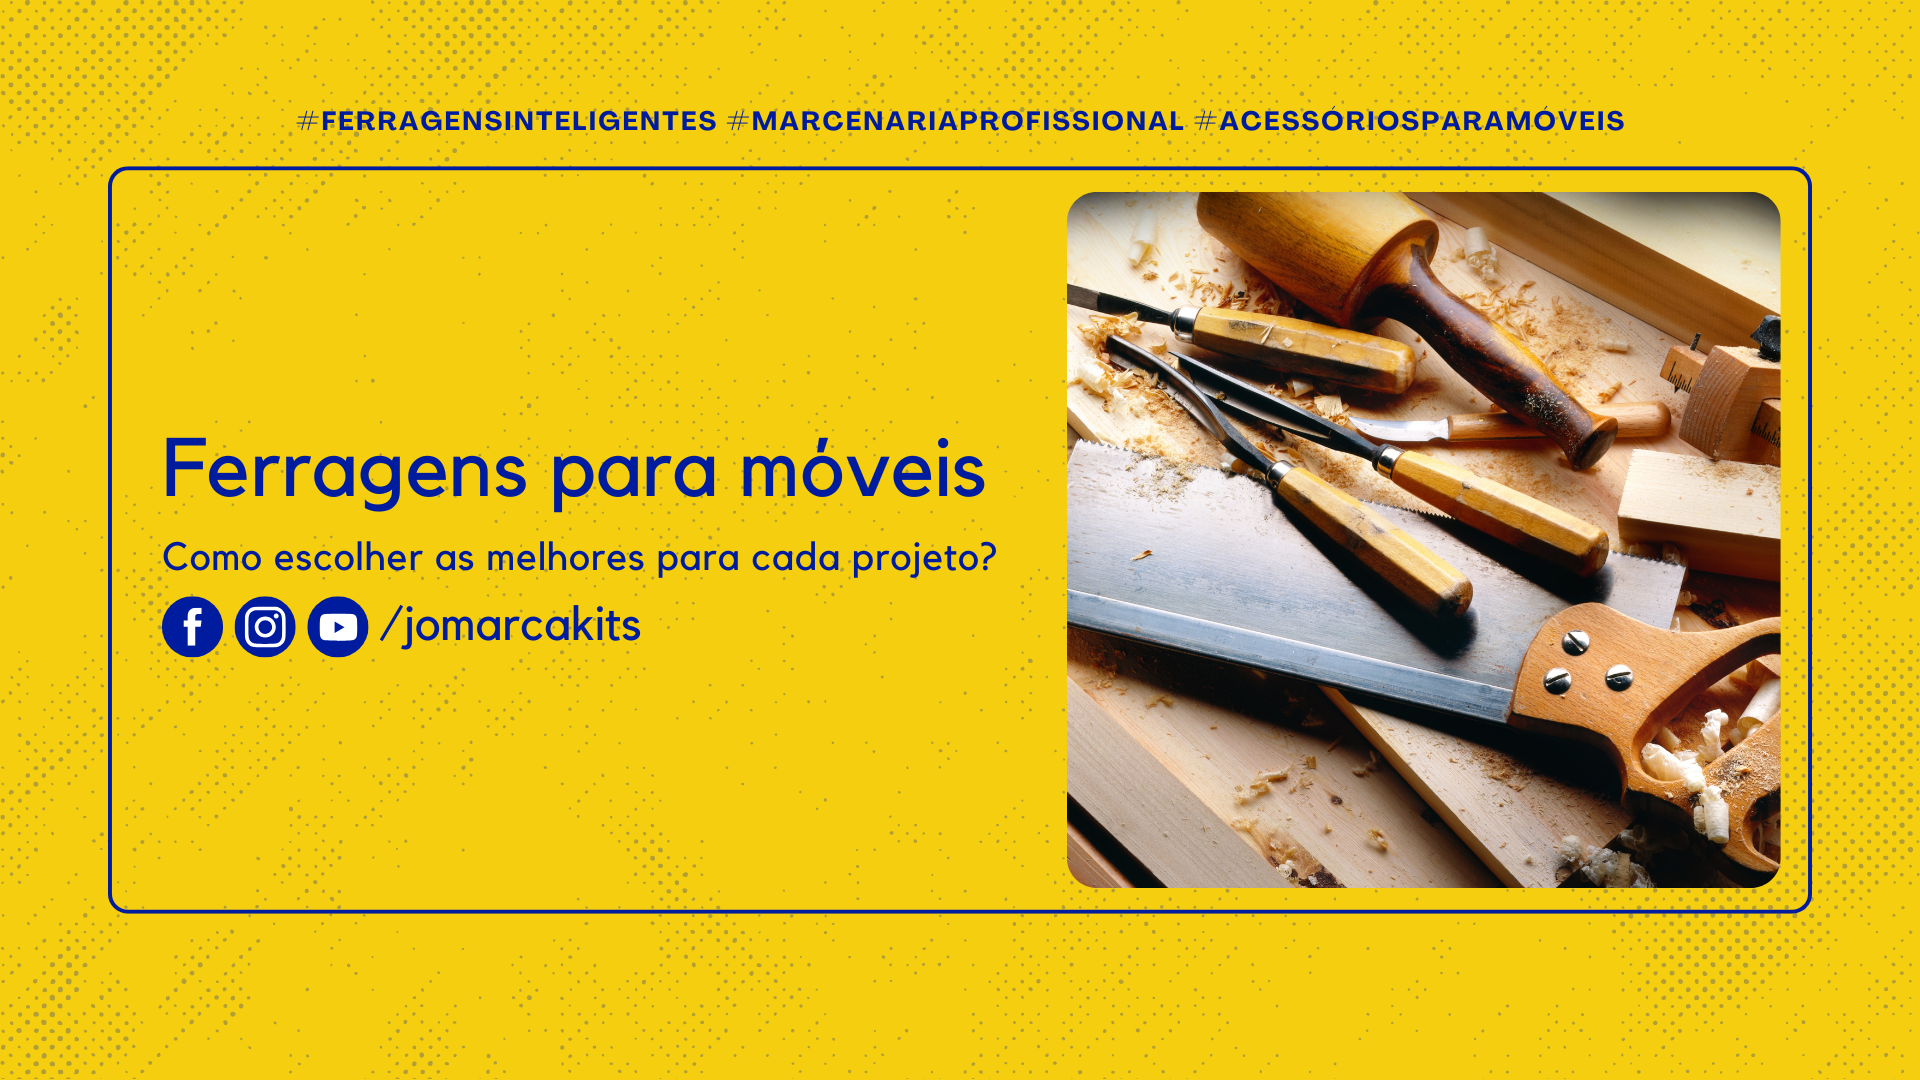 #FERRAGENSINTELIGENTES #MARCENARIAPROFISSIONAL #ACESSÓRIOSPARAMÓVEIS
Ferragens para móveis
Como escolher as melhores para cada projeto?
/jomarcakits